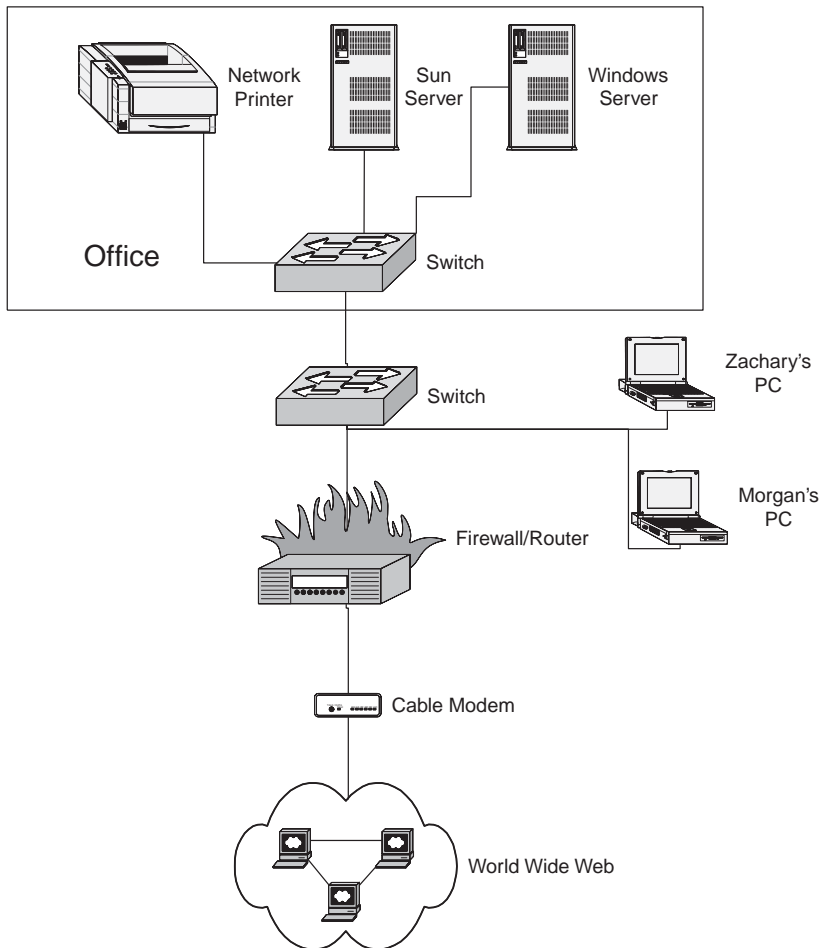 Network
Printer
Sun
Server
Windows
Server
Office
Switch
Switch
Zachary's
PC
Morgan's
PC
Firewall/Router
Cable Modem
World Wide Web